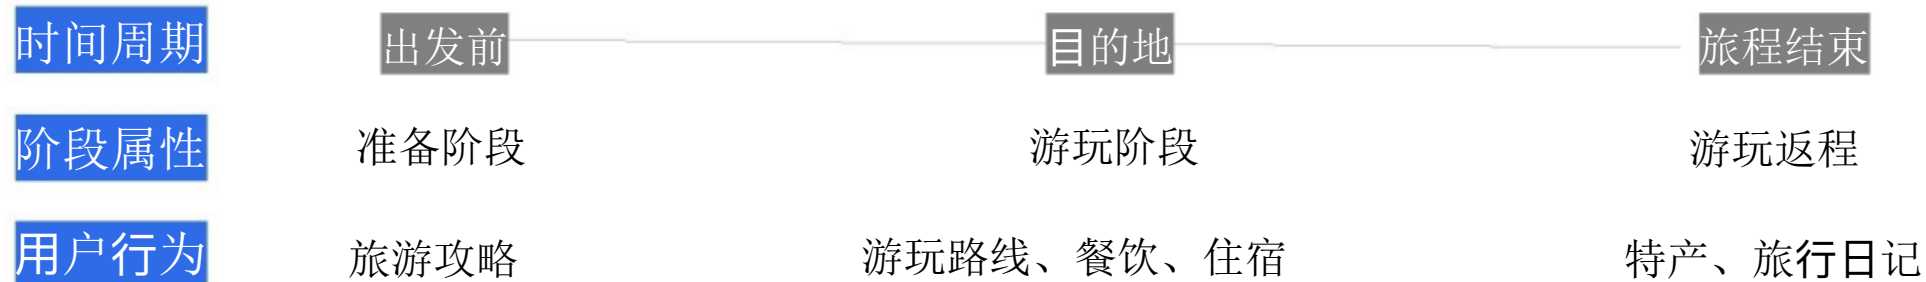 时间周期 出发前 目的地 旅程结束
阶段属性 准备阶段 游玩阶段 游玩返程
用户行为 旅游攻略 游玩路线、餐饮、住宿 特产、旅行日记